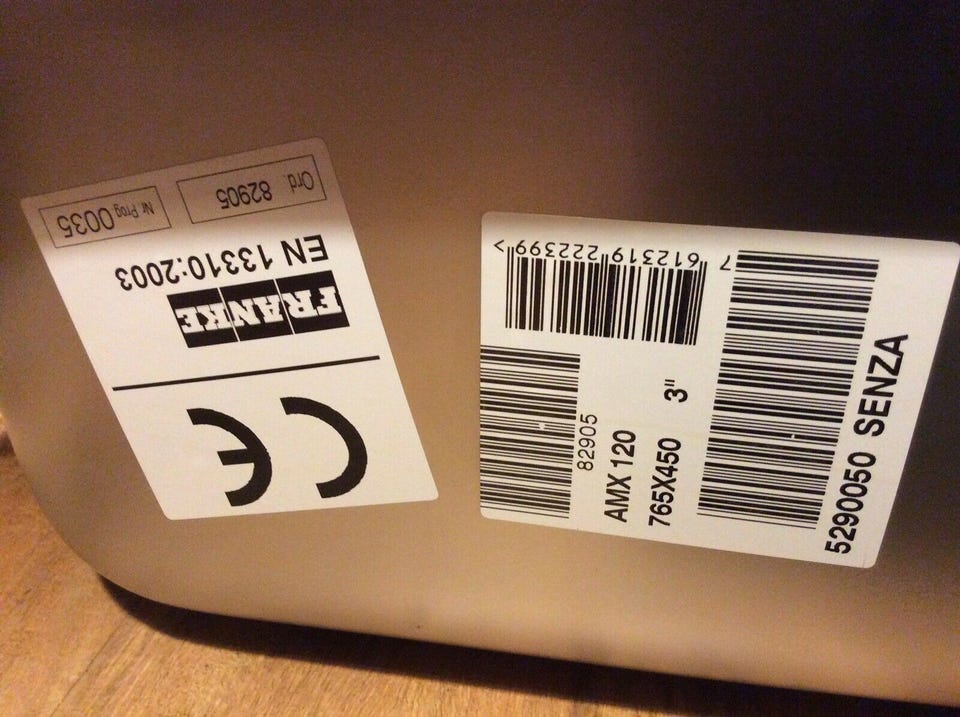 CE
FRANKE
EN 13310:2003
Ord. 82905
Nr Prog 0035
7 612319 222399 >
82905
AMX 120
765X450 3"
5290050 SENZA